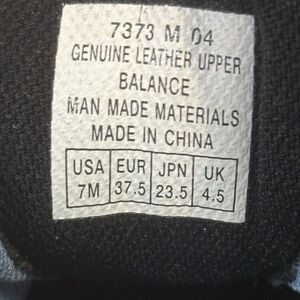 7373 M 04
GENUINE LEATHER UPPER
BALANCE
MAN MADE MATERIALS
MADE IN CHINA
USA EUR JPN UK
7M 37.5 23.5 4.5